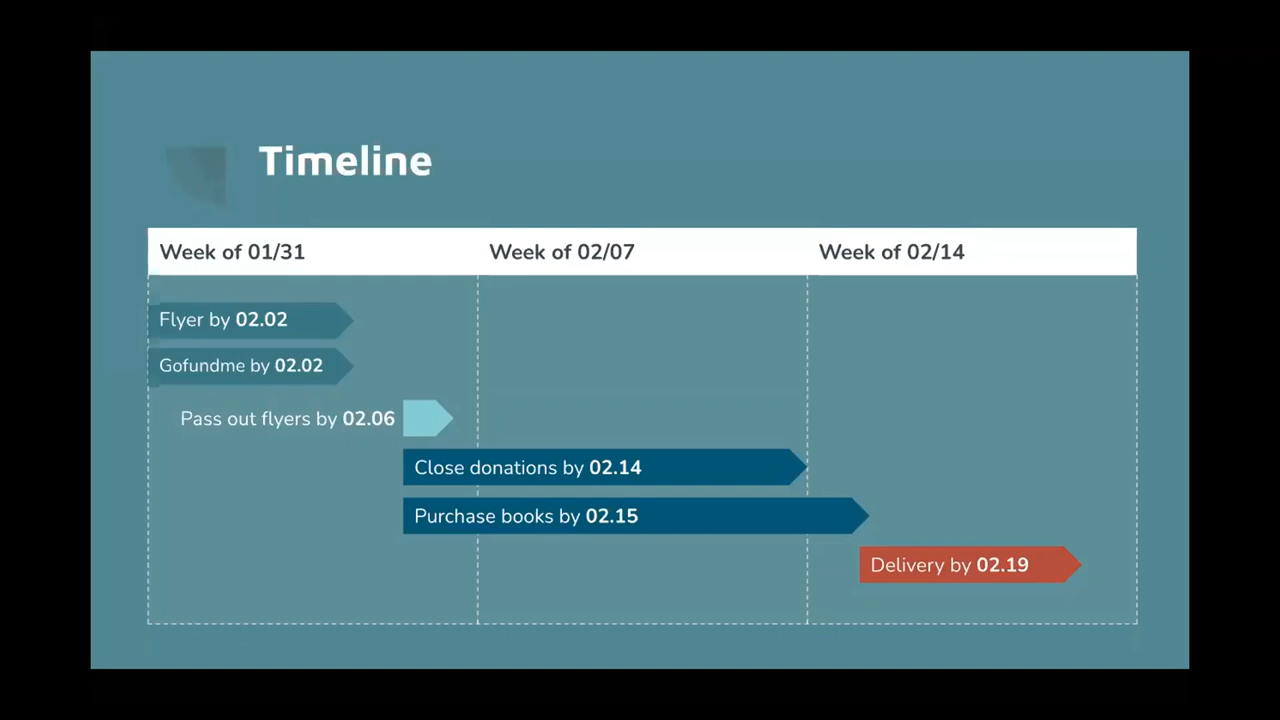 Timeline
Week of 01/31
Week of 02/07
Week of 02/14
Flyer by 02.02
Gofundme by 02.02
Pass out flyers by 02.06
Close donations by 02.14
Purchase books by 02.15
Delivery by 02.19